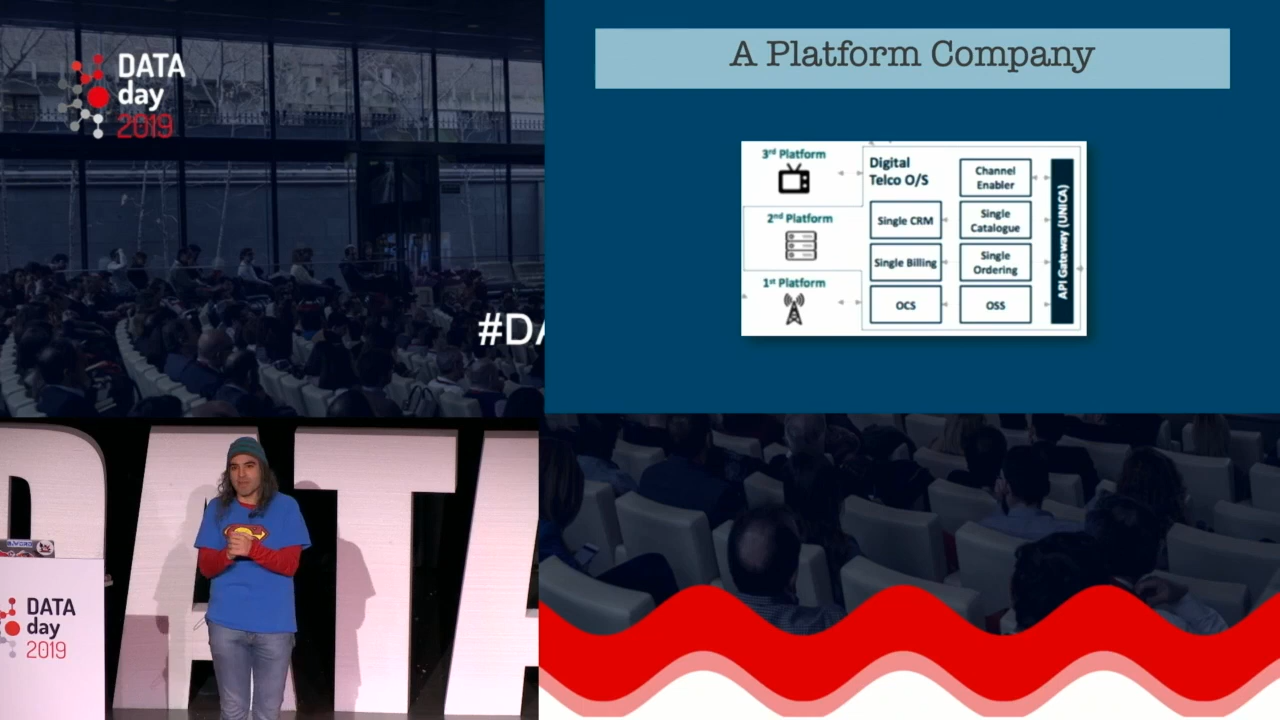 DATA
day
2019
#DA
A Platform Company
3rd Platform
2nd Platform
1st Platform
Digital
Telco O/S
Channel
Enabler
Single CRM
Single
Catalogue
Single Billing
Single
Ordering
OCS
OSS
API Gateway (UNICA)
DATA
DATA
day
2019